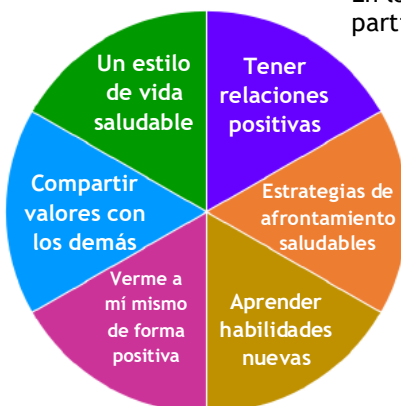 Un estilo
de vida
saludable
Tener
relaciones
positivas
Estrategias de
afrontamiento
saludables
Aprender
habilidades
nuevas
Verme a
mí mismo
de forma
positiva
Compartir
valores con
los demás